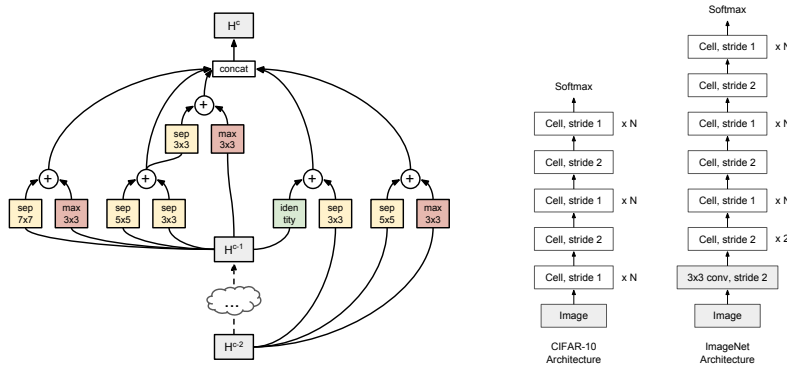 H^c
concat
+
sep 3x3
max 3x3
+
+
+
+
sep 7x7
max 3x3
sep 5x5
sep 3x3
iden tity
sep 3x3
sep 5x5
max 3x3
H^c-1
...
H^c-2
Softmax
Cell, stride 1 x N
Cell, stride 2
Cell, stride 1 x N
Cell, stride 2
Cell, stride 1 x N
Image
CIFAR-10
Architecture
Softmax
Cell, stride 1 x N
Cell, stride 2
Cell, stride 1 x N
Cell, stride 2
Cell, stride 1 x N
Cell, stride 2 x 2
3x3 conv, stride 2
Image
ImageNet
Architecture